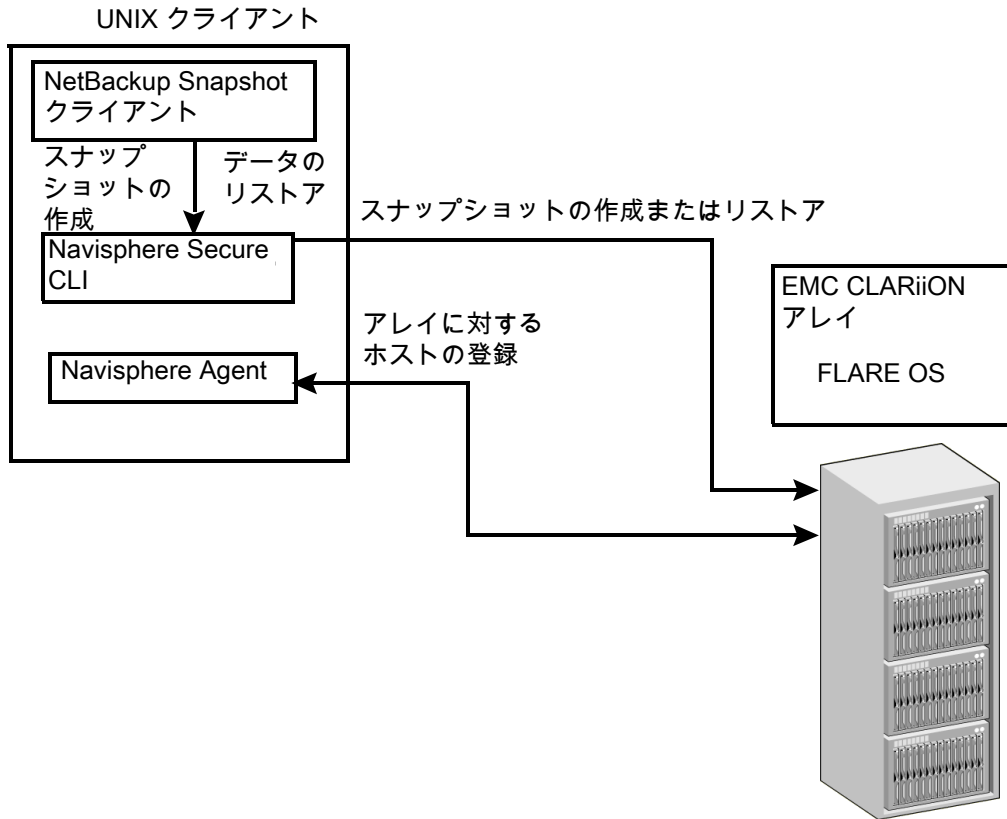 UNIX クライアント
NetBackup Snapshot
クライアント
スナップ
ショットの
作成
データの
リストア
スナップショットの作成またはリストア
Navisphere Secure
CLI
EMC CLARiiON
アレイ
FLARE OS
アレイに対する
ホストの登録
Navisphere Agent